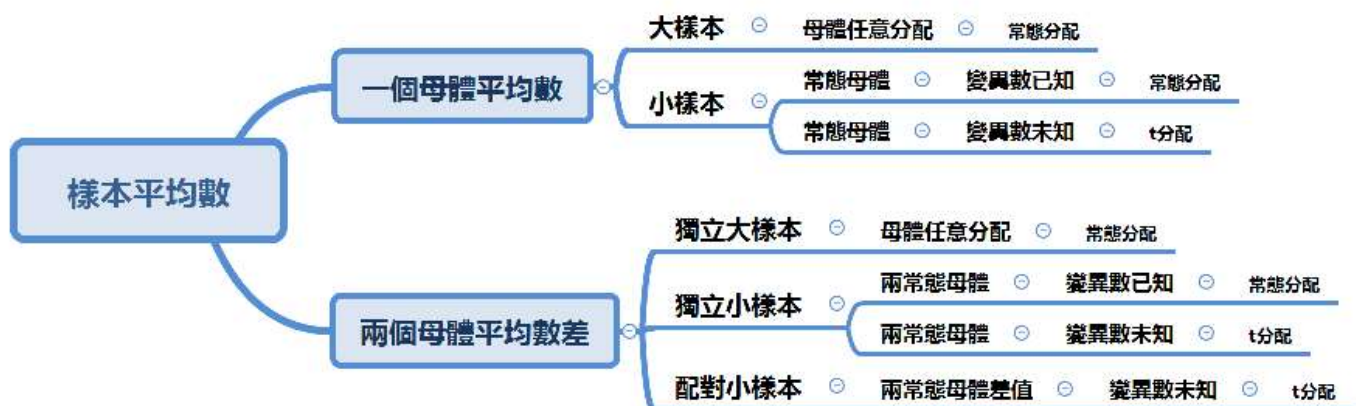 樣本平均數
一個母體平均數
大樣本 母體任意分配 常態分配
小樣本
常態母體 變異數已知 常態分配
常態母體 變異數未知 t分配
兩個母體平均數差
獨立大樣本 母體任意分配 常態分配
獨立小樣本
兩常態母體 變異數已知 常態分配
兩常態母體 變異數未知 t分配
配對小樣本 兩常態母體差值 變異數未知 t分配